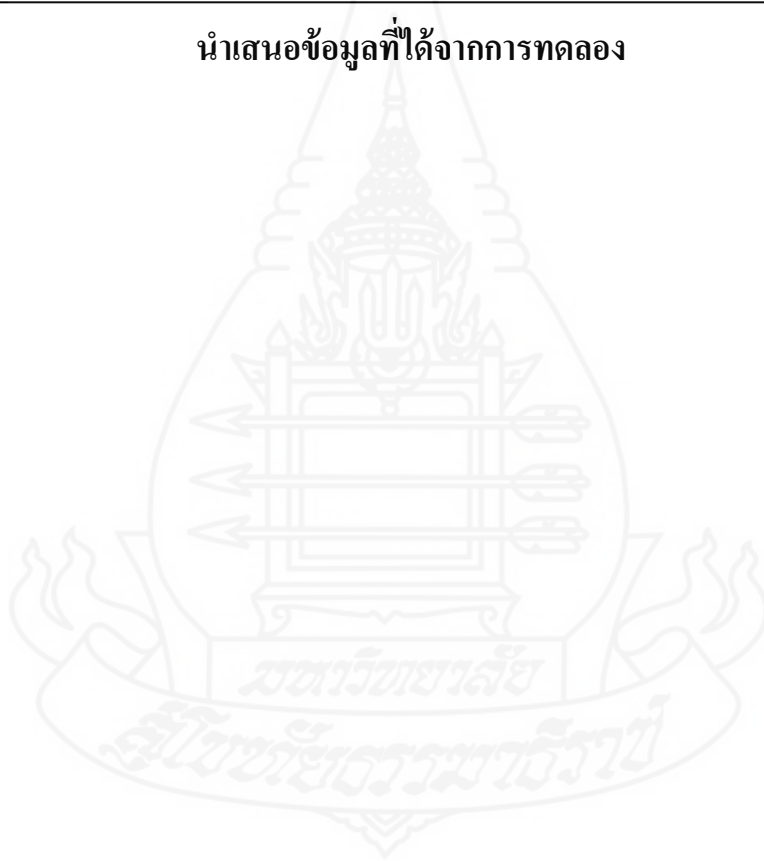 นำเสนอข้อมูลที่ได้จากการทดลอง
มหาวิทยาลัย
สุโขทัยธรรมาธิราช